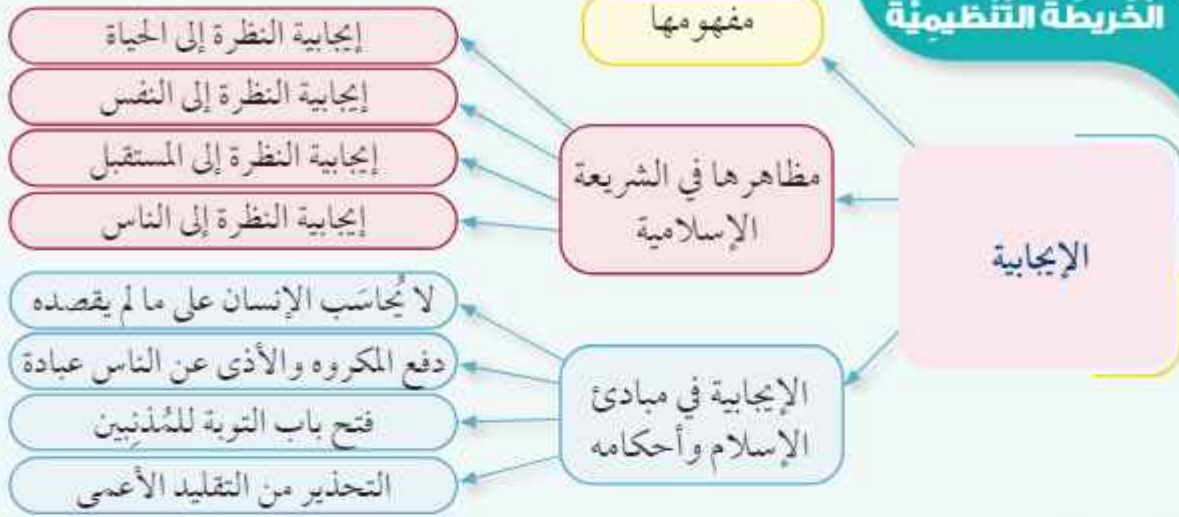 الخريطة التنظيمية
الإيجابية
مفهومها
مظاهرها في الشريعة
الإسلامية
إيجابية النظرة إلى الحياة
إيجابية النظرة إلى النفس
إيجابية النظرة إلى المستقبل
إيجابية النظرة إلى الناس
الإيجابية في مبادئ
الإسلام وأحكامه
لا يُحاسَب الإنسان على ما لم يقصده
دفع المكروه والأذى عن الناس عبادة
فتح باب التوبة للمُذنِبين
التحذير من التقليد الأعمى